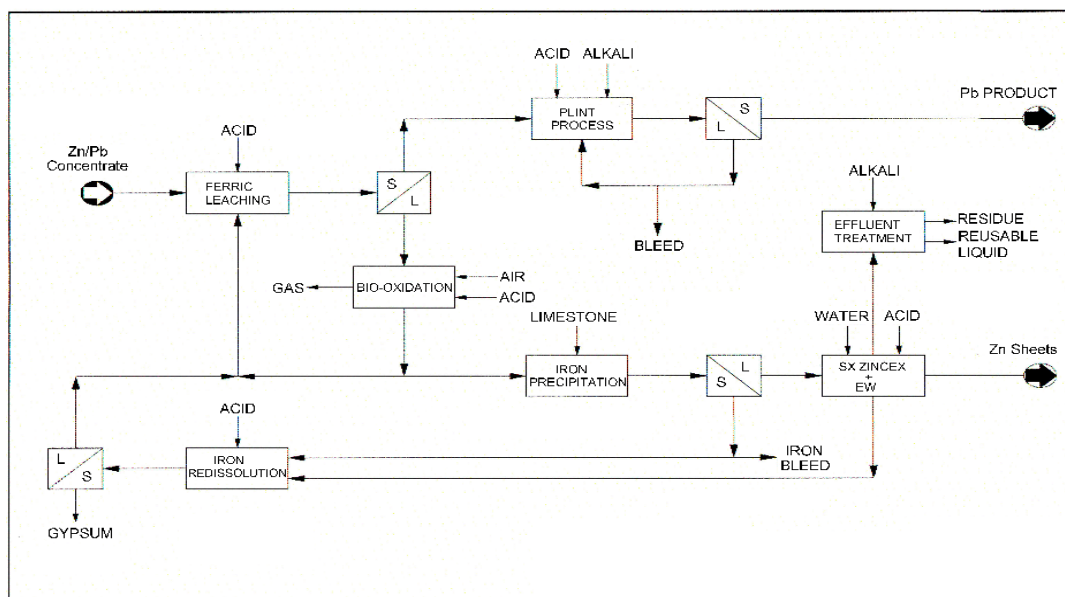 ACID ALKALI
Pb PRODUCT
PLINT
PROCESS
S
L
ACID
Zn/Pb
Concentrate
FERRIC
LEACHING
S
L
ALKALI
BLEED
EFFLUENT
TREATMENT
RESIDUE
REUSABLE
LIQUID
GAS
BIO-OXIDATION
AIR
ACID
LIMESTONE
WATER ACID
Zn Sheets
IRON
PRECIPITATION
L
S
SX ZINCEX
+
EW
ACID
L
S
IRON
REDISSOLUTION
IRON
BLEED
GYPSUM